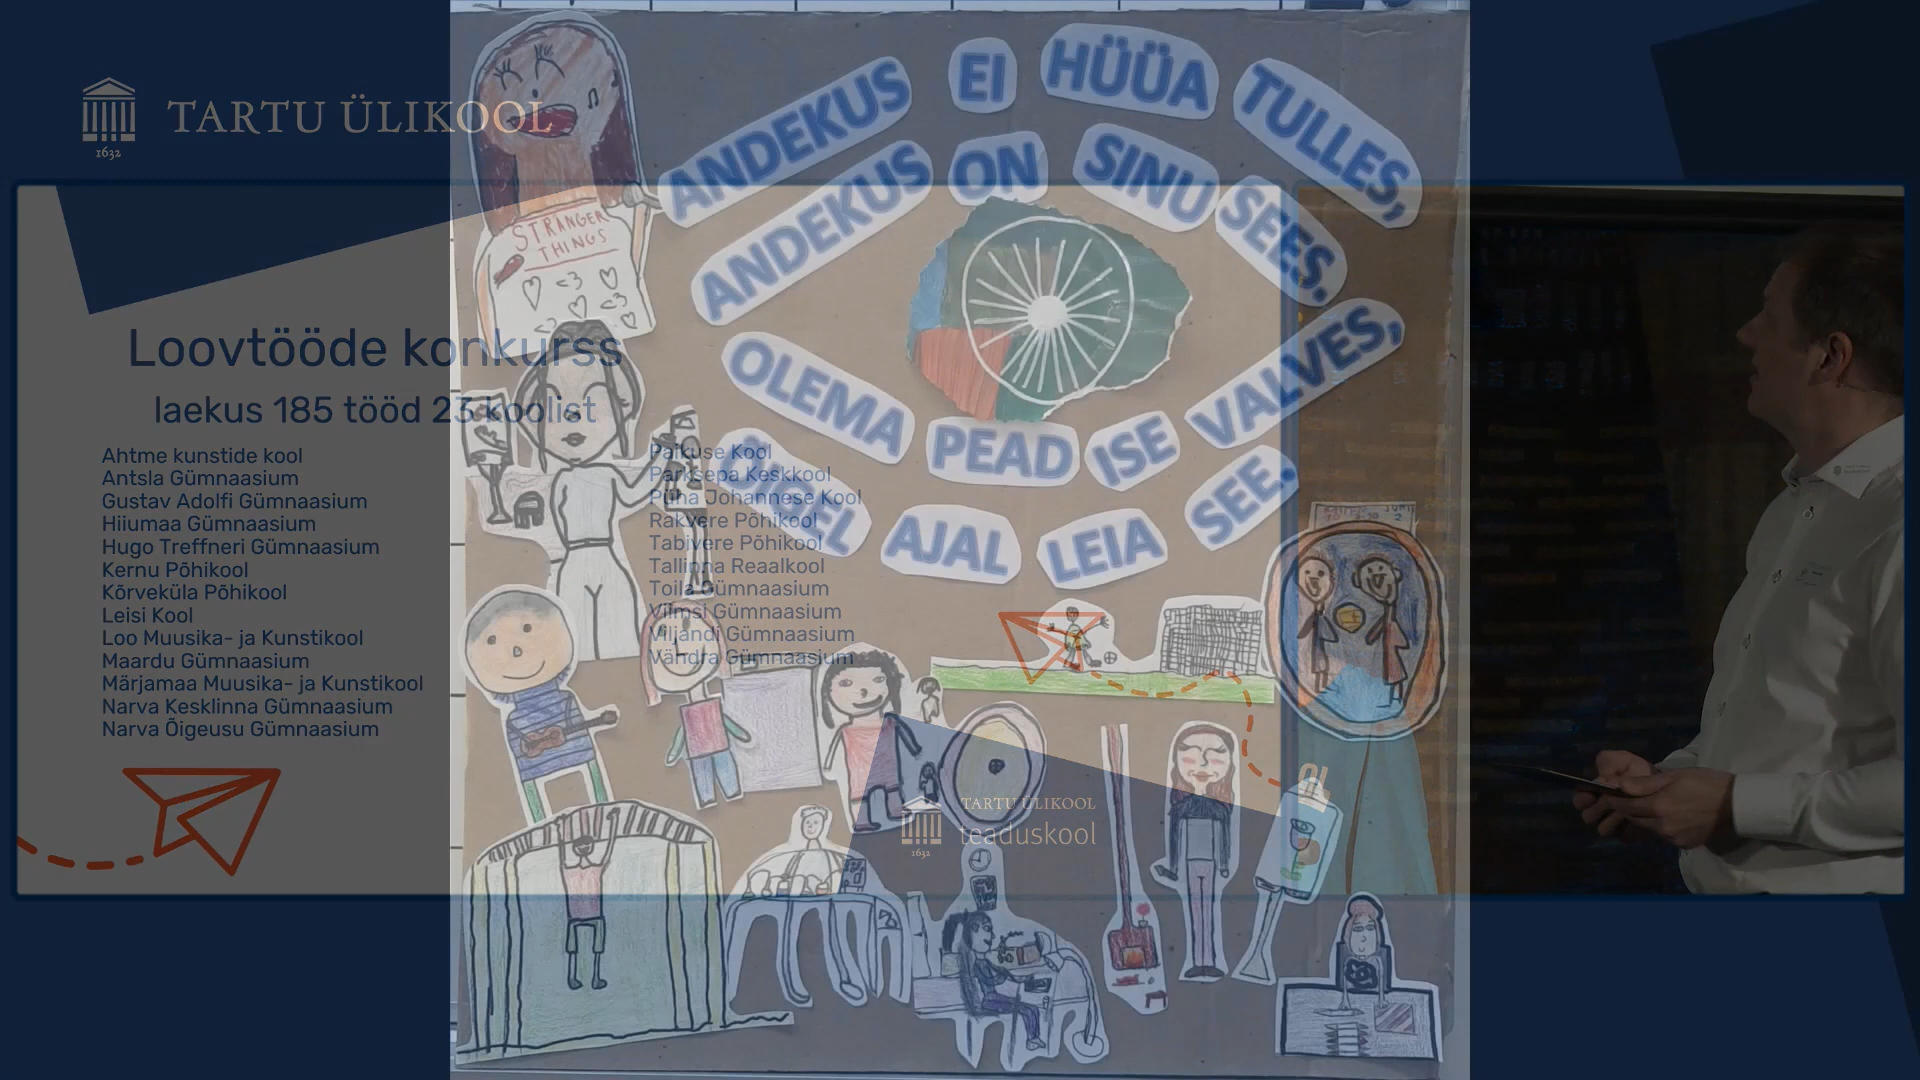 TARTU ÜLIKOOL
1632
Loovtööde konkurss
laekus 185 tööd 23 koolist
Ahtme kunstide kool
Antsla Gümnaasium
Gustav Adolfi Gümnaasium
Hiiumaa Gümnaasium
Hugo Treffneri Gümnaasium
Kernu Põhikool
Kõrveküla Põhikool
Leisi Kool
Loo Muusika- ja Kunstikool
Maardu Gümnaasium
Märjamaa Muusika- ja Kunstikool
Narva Kesklinna Gümnaasium
Narva Õigeusu Gümnaasium
Paikuse Kool
Parksepa Keskkool
Püha Johannese Kool
Rakvere Põhikool
Tabivere Põhikool
Tallinna Reaalkool
Toila Gümnaasium
Vilmsi Gümnaasium
Viljandi Gümnaasium
Vändra Gümnaasium
ANDEKUS EI HÜÜA TULLES,
ANDEKUS ON SINU SEES.
OLEMA PEAD ISE VALVES,
ÕIGEL AJAL LEIA SEE.
STRANGER
THINGS
<3
<3
TARTU ÜLIKOOL
teaduskool
1632